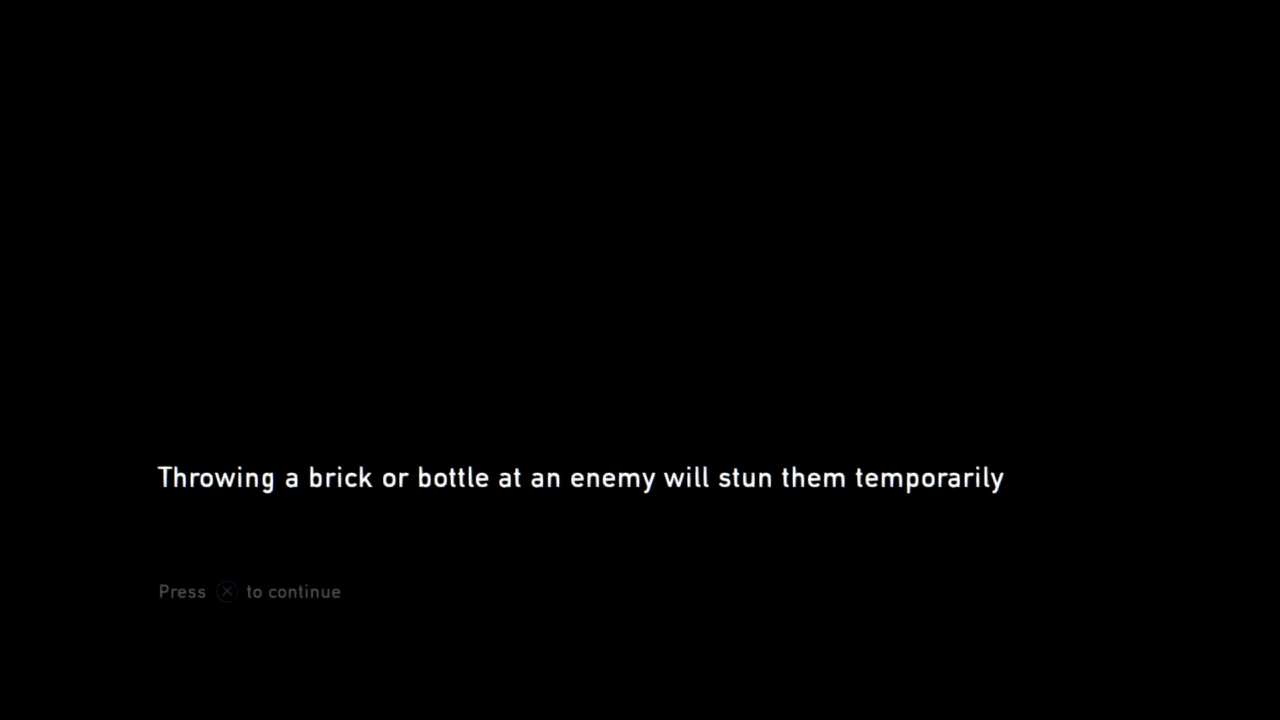 Throwing a brick or bottle at an enemy will stun them temporarily
Press ⓧ to continue